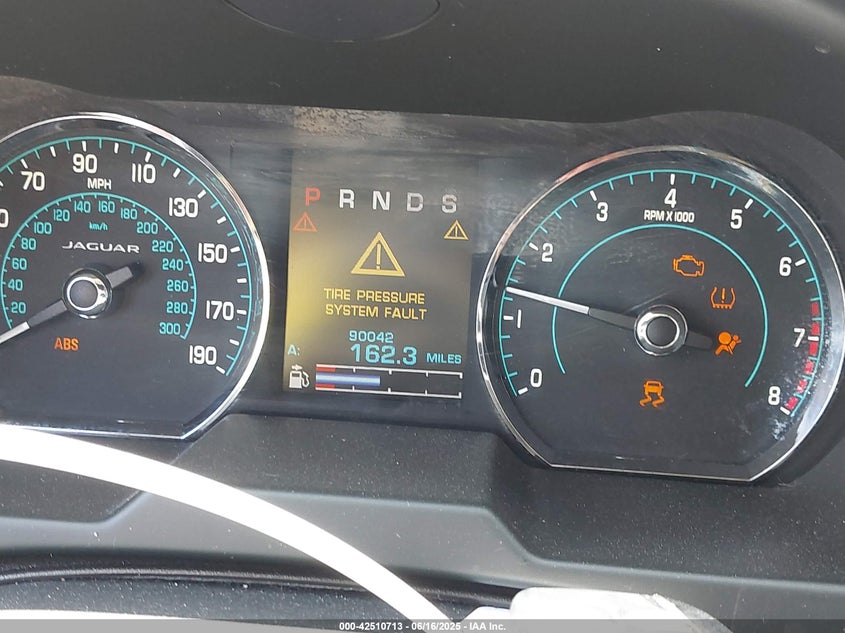 70 90 110 130 150 170 190
MPH
20 40 60 80 100 120 140 160 180 200 220 240 260 280 300
km/h
JAGUAR
ABS
P R N D S
TIRE PRESSURE
SYSTEM FAULT
90042
A: 162.3 MILES
0 1 2 3 4 5 6 7 8
RPM X 1000
000-42510713 - 06/16/2025 - IAA Inc.